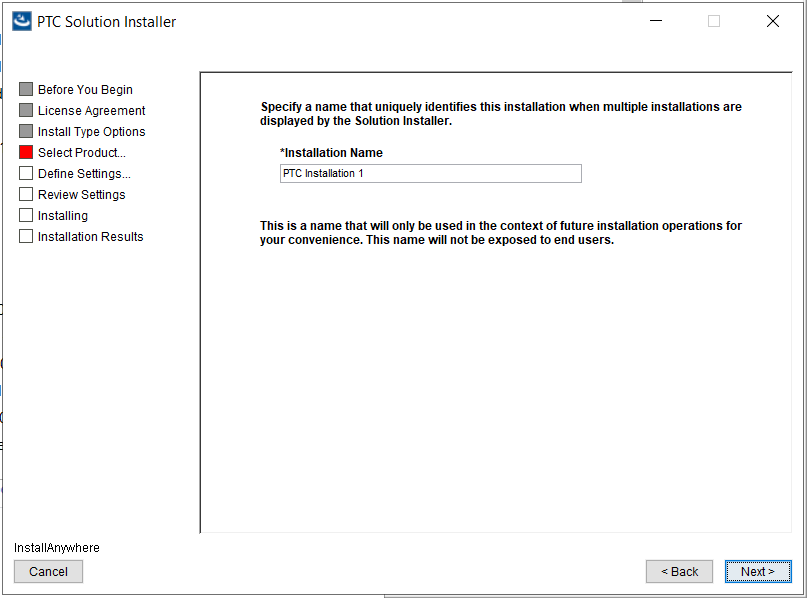 PTC Solution Installer
Before You Begin
License Agreement
Install Type Options
Select Product...
Define Settings...
Review Settings
Installing
Installation Results
Specify a name that uniquely identifies this installation when multiple installations are
displayed by the Solution Installer.
*Installation Name
PTC Installation 1
This is a name that will only be used in the context of future installation operations for
your convenience. This name will not be exposed to end users.
InstallAnywhere
Cancel
< Back
Next >